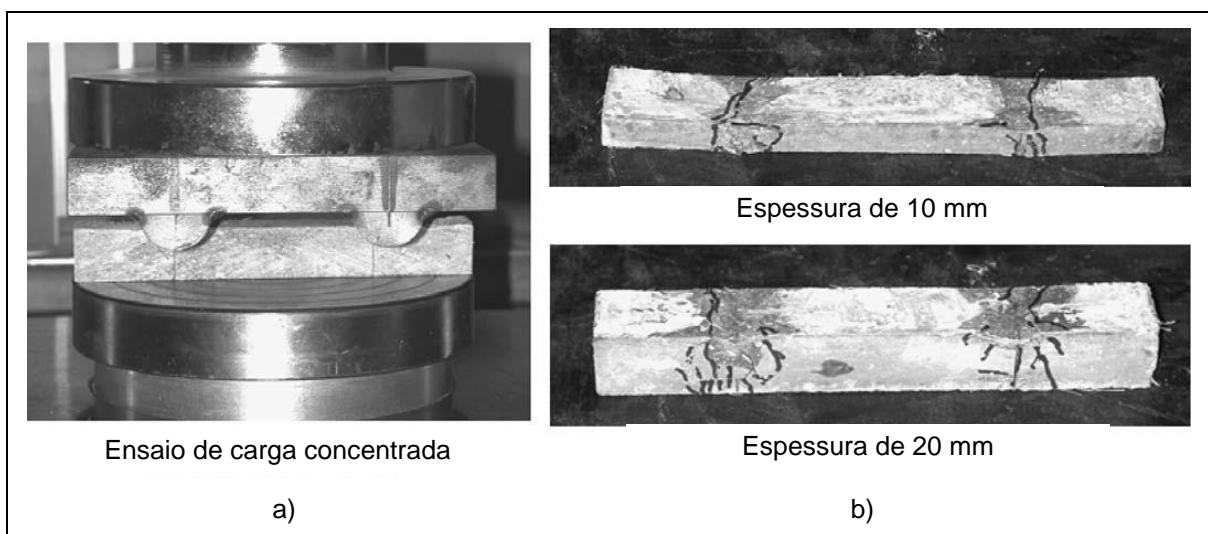 Ensaio de carga concentrada
a)
Espessura de 10 mm
Espessura de 20 mm
b)